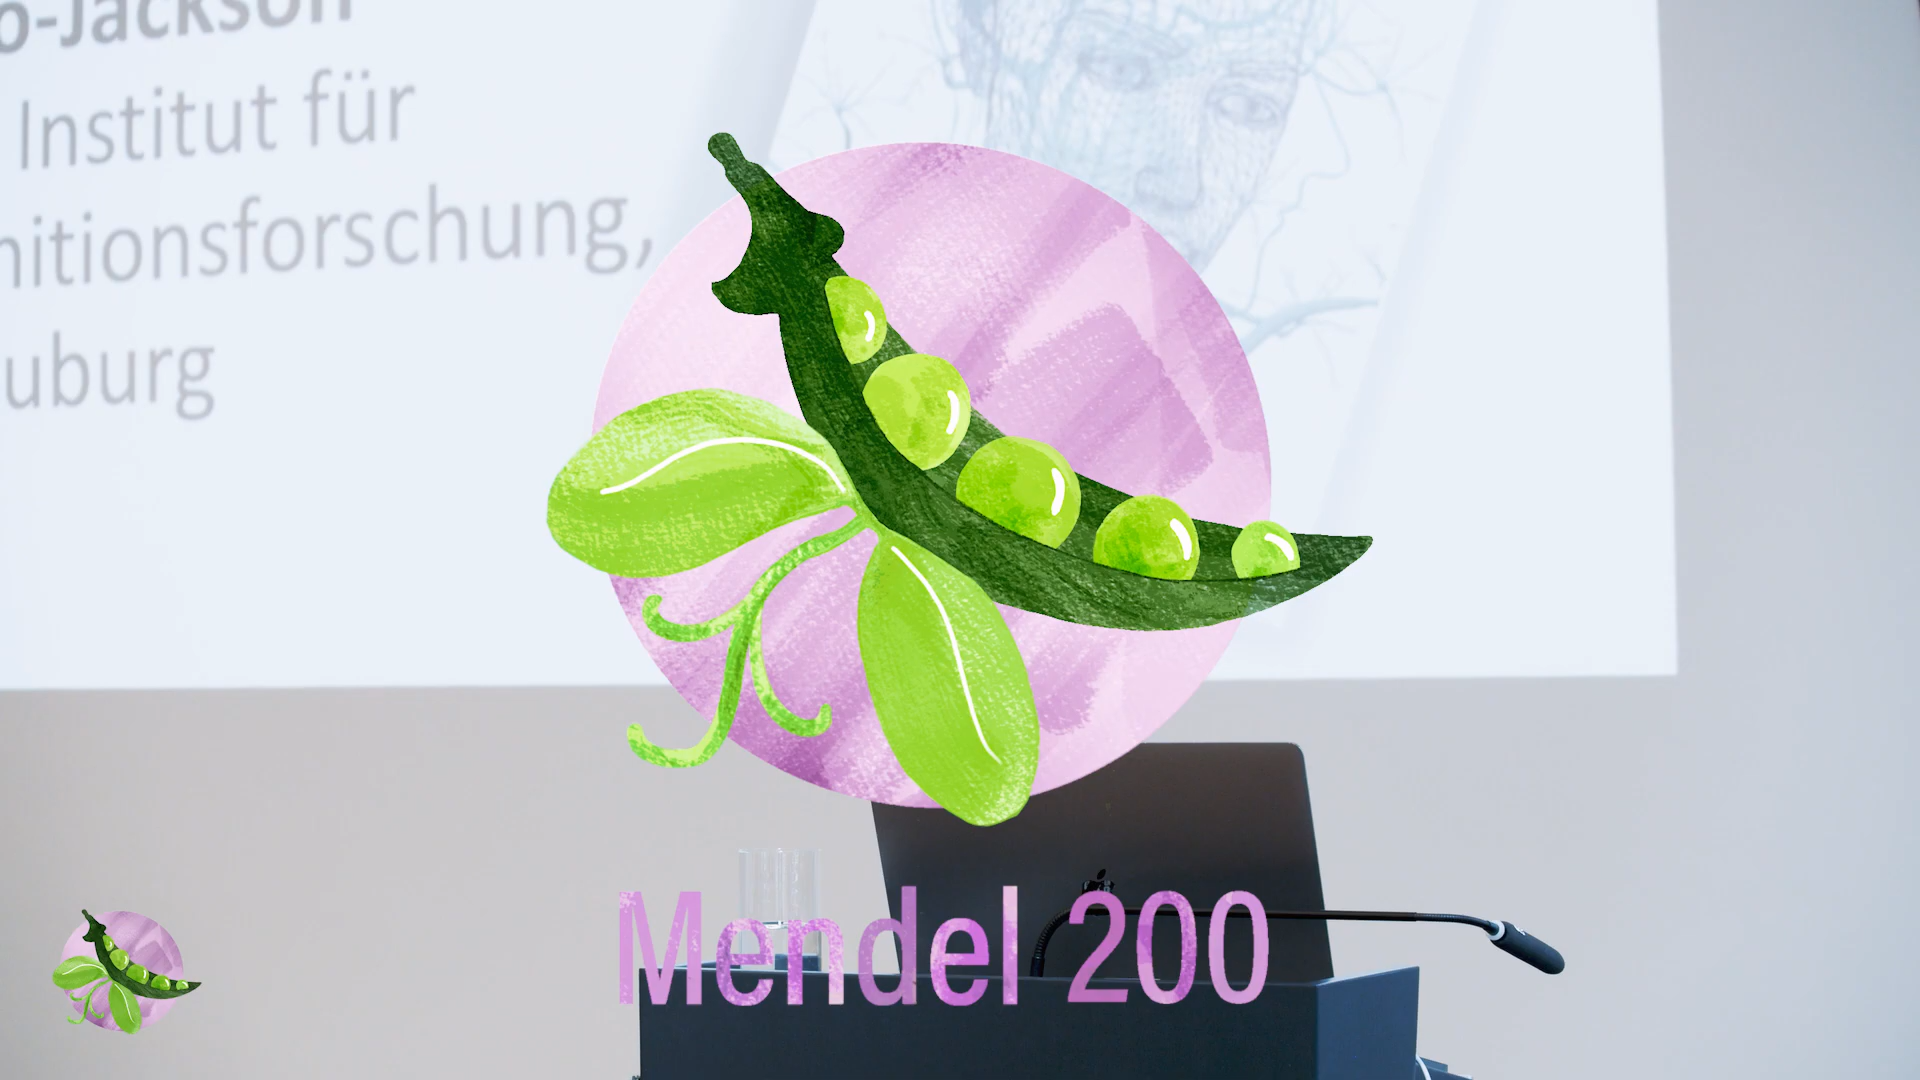 o-Jackson
Institut für
nitionsforschung,
uburg
Mendel 200